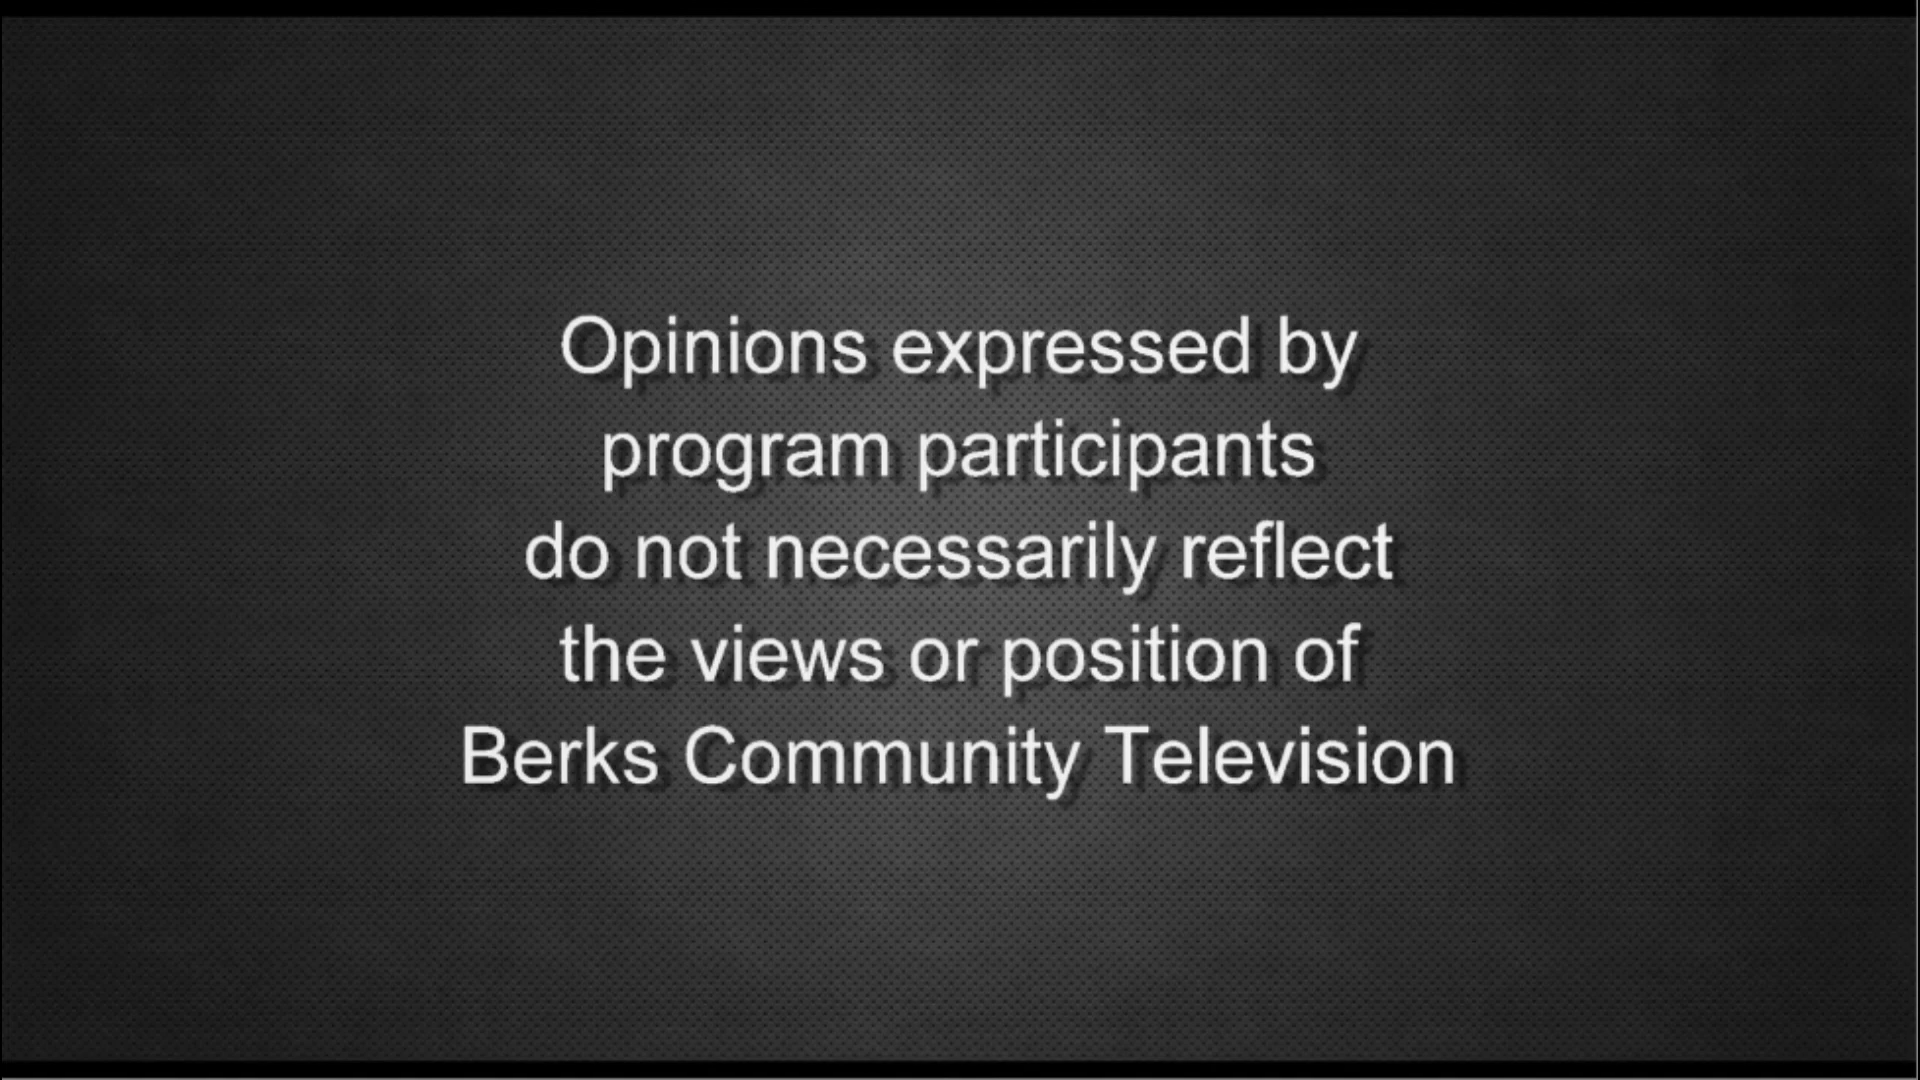 Opinions expressed by
program participants
do not necessarily reflect
the views or position of
Berks Community Television